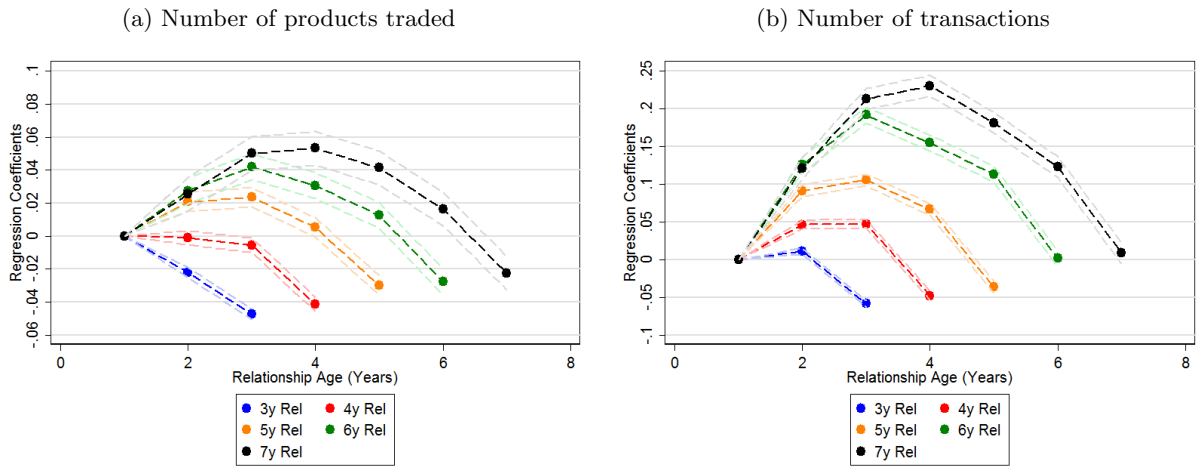 (a) Number of products traded
Regression Coefficients
.1
.08
.06
.04
.02
0
-.02
-.04
-.06
0 2 4 6 8
Relationship Age (Years)
3y Rel 4y Rel
5y Rel 6y Rel
7y Rel
(b) Number of transactions
Regression Coefficients
.25
.2
.15
.1
.05
0
-.05
-.1
0 2 4 6 8
Relationship Age (Years)
3y Rel 4y Rel
5y Rel 6y Rel
7y Rel